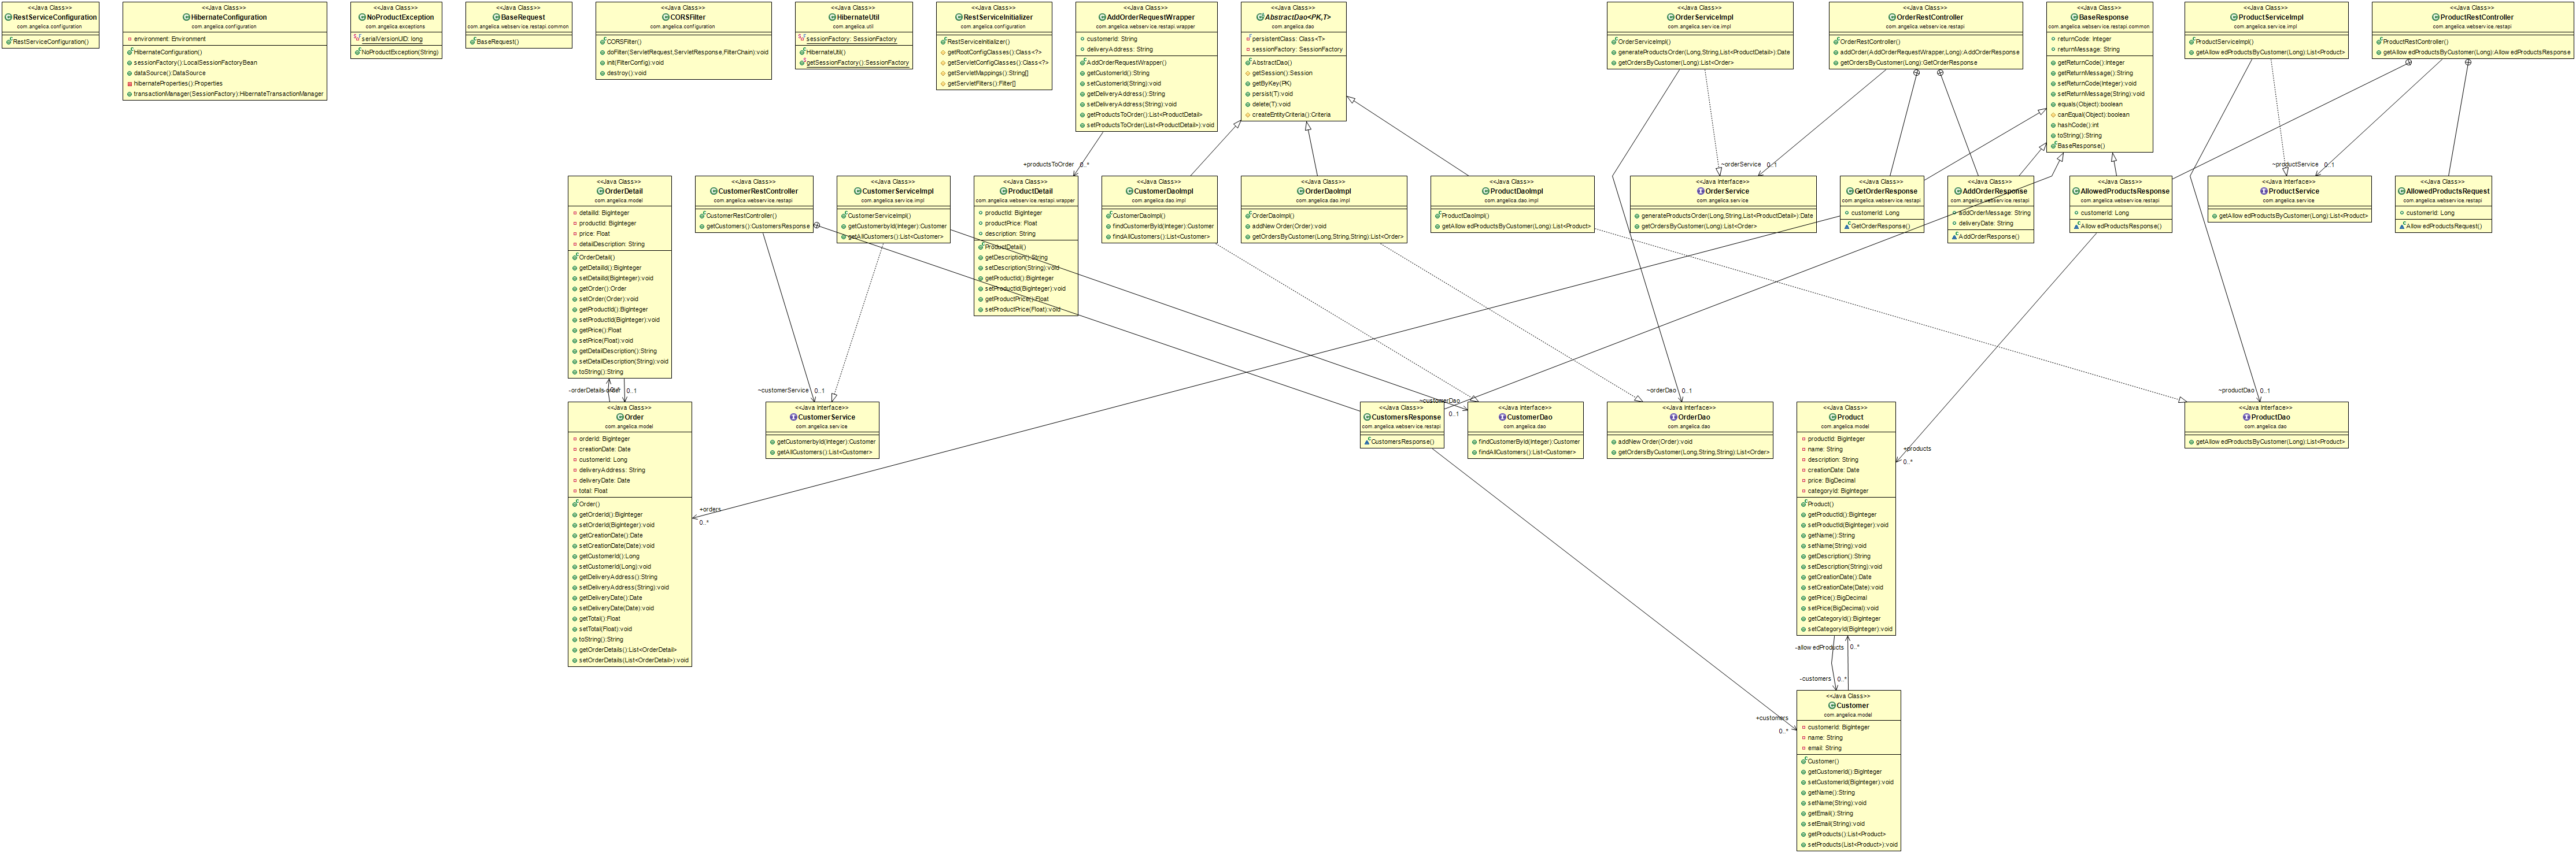 <<Java Class>>
RestServiceConfiguration
com.angelica.configuration
RestServiceConfiguration()
<<Java Class>>
HibernateConfiguration
com.angelica.configuration
environment: Environment
HibernateConfiguration()
sessionFactory():LocalSessionFactoryBean
dataSource():DataSource
hibernateProperties():Properties
transactionManager(SessionFactory):HibernateTransactionManager
<<Java Class>>
NoProductException
com.angelica.exceptions
serialVersionUID: long
NoProductException(String)
<<Java Class>>
BaseRequest
com.angelica.webservice.restapi.common
BaseRequest()
<<Java Class>>
CORSFilter
com.angelica.configuration
CORSFilter()
doFilter(ServletRequest,ServletResponse,FilterChain):void
init(FilterConfig):void
destroy():void
<<Java Class>>
HibernateUtil
com.angelica.util
sessionFactory: SessionFactory
HibernateUtil()
getSessionFactory():SessionFactory
<<Java Class>>
RestServiceInitializer
com.angelica.configuration
RestServiceInitializer()
getRootConfigClasses():Class<?>
getServletConfigClasses():Class<?>
getServletMappings():String[]
getServletFilters():Filter[]
<<Java Class>>
AddOrderRequestWrapper
com.angelica.webservice.restapi.wrapper
customerId: String
deliveryAddress: String
AddOrderRequestWrapper()
getCustomerId():String
setCustomerId(String):void
getDeliveryAddress():String
setDeliveryAddress(String):void
getProductsToOrder():List<ProductDetail>
setProductsToOrder(List<ProductDetail>):void
<<Java Class>>
AbstractDao<PK,T>
com.angelica.dao
persistentClass: Class<T>
sessionFactory: SessionFactory
AbstractDao()
getSession():Session
getByKey(PK)
persist(T):void
delete(T):void
createEntityCriteria():Criteria
<<Java Class>>
OrderServiceImpl
com.angelica.service.impl
OrderServiceImpl()
generateProductsOrder(Long,String,List<ProductDetail>):Date
getOrdersByCustomer(Long):List<Order>
<<Java Class>>
OrderRestController
com.angelica.webservice.restapi
OrderRestController()
addOrder(AddOrderRequestWrapper,Long):AddOrderResponse
getOrdersByCustomer(Long):GetOrderResponse
<<Java Class>>
BaseResponse
com.angelica.webservice.restapi.common
returnCode: Integer
returnMessage: String
getReturnCode():Integer
getReturnMessage():String
setReturnCode(Integer):void
setReturnMessage(String):void
equals(Object):boolean
canEqual(Object):boolean
hashCode():int
toString():String
BaseResponse()
<<Java Class>>
ProductServiceImpl
com.angelica.service.impl
ProductServiceImpl()
getAllowedProductsByCustomer(Long):List<Product>
<<Java Class>>
ProductRestController
com.angelica.webservice.restapi
ProductRestController()
getAllowedProductsByCustomer(Long):AllowedProductsResponse
+productsToOrder 0..*
~orderService 0..1
~productService 0..1
<<Java Class>>
OrderDetail
com.angelica.model
detailId: BigInteger
productId: BigInteger
price: Float
detailDescription: String
OrderDetail()
getDetailId():BigInteger
setDetailId(BigInteger):void
getOrder():Order
setOrder(Order):void
getProductId():BigInteger
setProductId(BigInteger):void
getPrice():Float
setPrice(Float):void
getDetailDescription():String
setDetailDescription(String):void
toString():String
<<Java Class>>
CustomerRestController
com.angelica.webservice.restapi
CustomerRestController()
getCustomers():CustomersResponse
<<Java Class>>
CustomerServiceImpl
com.angelica.service.impl
CustomerServiceImpl()
getCustomerbyId(Integer):Customer
getAllCustomers():List<Customer>
<<Java Class>>
ProductDetail
com.angelica.webservice.restapi.wrapper
productId: BigInteger
productPrice: Float
description: String
ProductDetail()
getDescription():String
setDescription(String):void
getProductId():BigInteger
setProductId(BigInteger):void
getProductPrice():Float
setProductPrice(Float):void
<<Java Class>>
CustomerDaoImpl
com.angelica.dao.impl
CustomerDaoImpl()
findCustomerById(Integer):Customer
findAllCustomers():List<Customer>
<<Java Class>>
OrderDaoImpl
com.angelica.dao.impl
OrderDaoImpl()
addNewOrder(Order):void
getOrdersByCustomer(Long,String,String):List<Order>
<<Java Class>>
ProductDaoImpl
com.angelica.dao.impl
ProductDaoImpl()
getAllowedProductsByCustomer(Long):List<Product>
<<Java Interface>>
OrderService
com.angelica.service
generateProductsOrder(Long,String,List<ProductDetail>):Date
getOrdersByCustomer(Long):List<Order>
<<Java Class>>
GetOrderResponse
com.angelica.webservice.restapi
customerId: Long
GetOrderResponse()
<<Java Class>>
AddOrderResponse
com.angelica.webservice.restapi
addOrderMessage: String
deliveryDate: String
AddOrderResponse()
<<Java Class>>
AllowedProductsResponse
com.angelica.webservice.restapi
customerId: Long
AllowedProductsResponse()
<<Java Interface>>
ProductService
com.angelica.service
getAllowedProductsByCustomer(Long):List<Product>
<<Java Class>>
AllowedProductsRequest
com.angelica.webservice.restapi
customerId: Long
AllowedProductsRequest()
-orderDetails 0..1
~customerService 0..1
~customerDao 0..1
~orderDao 0..1
~productDao 0..1
<<Java Class>>
Order
com.angelica.model
orderId: BigInteger
creationDate: Date
customerId: Long
deliveryAddress: String
deliveryDate: Date
total: Float
Order()
getOrderId():BigInteger
setOrderId(BigInteger):void
getCreationDate():Date
setCreationDate(Date):void
getCustomerId():Long
setCustomerId(Long):void
getDeliveryAddress():String
setDeliveryAddress(String):void
getDeliveryDate():Date
setDeliveryDate(Date):void
getTotal():Float
setTotal(Float):void
toString():String
getOrderDetails():List<OrderDetail>
setOrderDetails(List<OrderDetail>):void
<<Java Interface>>
CustomerService
com.angelica.service
getCustomerbyId(Integer):Customer
getAllCustomers():List<Customer>
<<Java Class>>
CustomersResponse
com.angelica.webservice.restapi
CustomersResponse()
<<Java Interface>>
CustomerDao
com.angelica.dao
findCustomerById(Integer):Customer
findAllCustomers():List<Customer>
<<Java Interface>>
OrderDao
com.angelica.dao
addNewOrder(Order):void
getOrdersByCustomer(Long,String,String):List<Order>
<<Java Class>>
Product
com.angelica.model
productId: BigInteger
name: String
description: String
creationDate: Date
price: BigDecimal
categoryId: BigInteger
Product()
getProductId():BigInteger
setProductId(BigInteger):void
getName():String
setName(String):void
getDescription():String
setDescription(String):void
getCreationDate():Date
setCreationDate(Date):void
getPrice():BigDecimal
setPrice(BigDecimal):void
getCategoryId():BigInteger
setCategoryId(BigInteger):void
<<Java Interface>>
ProductDao
com.angelica.dao
getAllowedProductsByCustomer(Long):List<Product>
+products
0..*
+orders
0..*
-allowedProducts 0..*
-customers 0..*
+customers
0..*
<<Java Class>>
Customer
com.angelica.model
customerId: BigInteger
name: String
email: String
Customer()
getCustomerId():BigInteger
setCustomerId(BigInteger):void
getName():String
setName(String):void
getEmail():String
setEmail(String):void
getProducts():List<Product>
setProducts(List<Product>):void